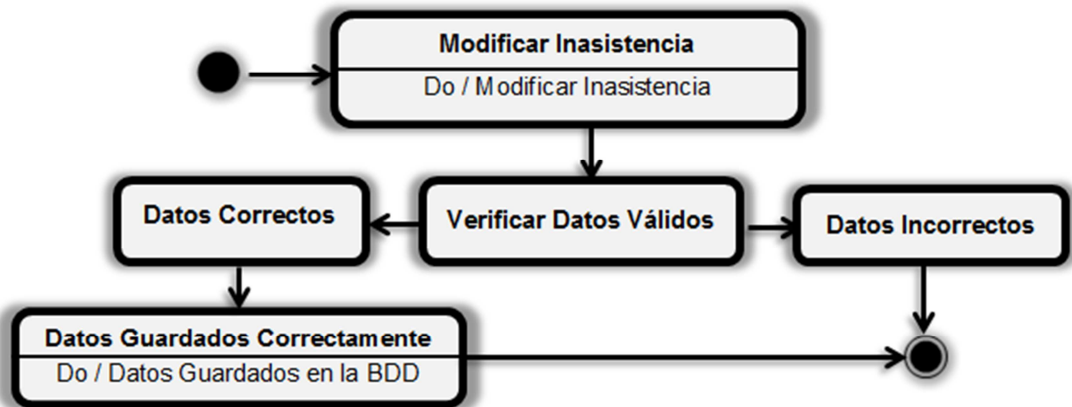 Modificar Inasistencia
Do / Modificar Inasistencia
Datos Correctos
Verificar Datos Válidos
Datos Incorrectos
Datos Guardados Correctamente
Do / Datos Guardados en la BDD